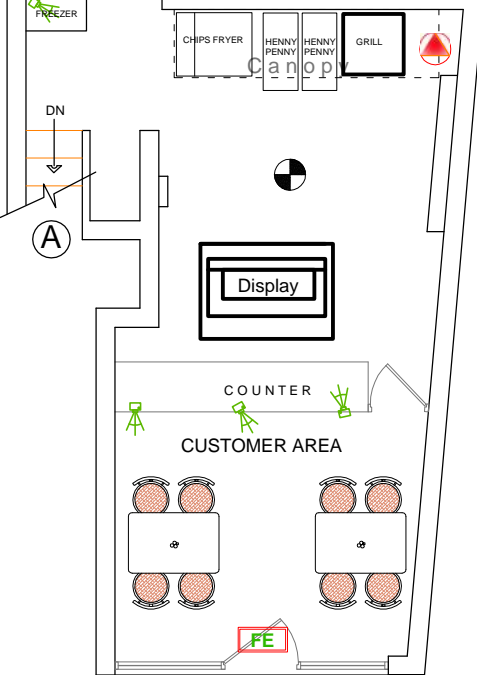 FREEZER
CHIPS FRYER
HENNY
PENNY
HENNY
PENNY
GRILL
Canopy
DN
A
Display
COUNTER
CUSTOMER AREA
FE